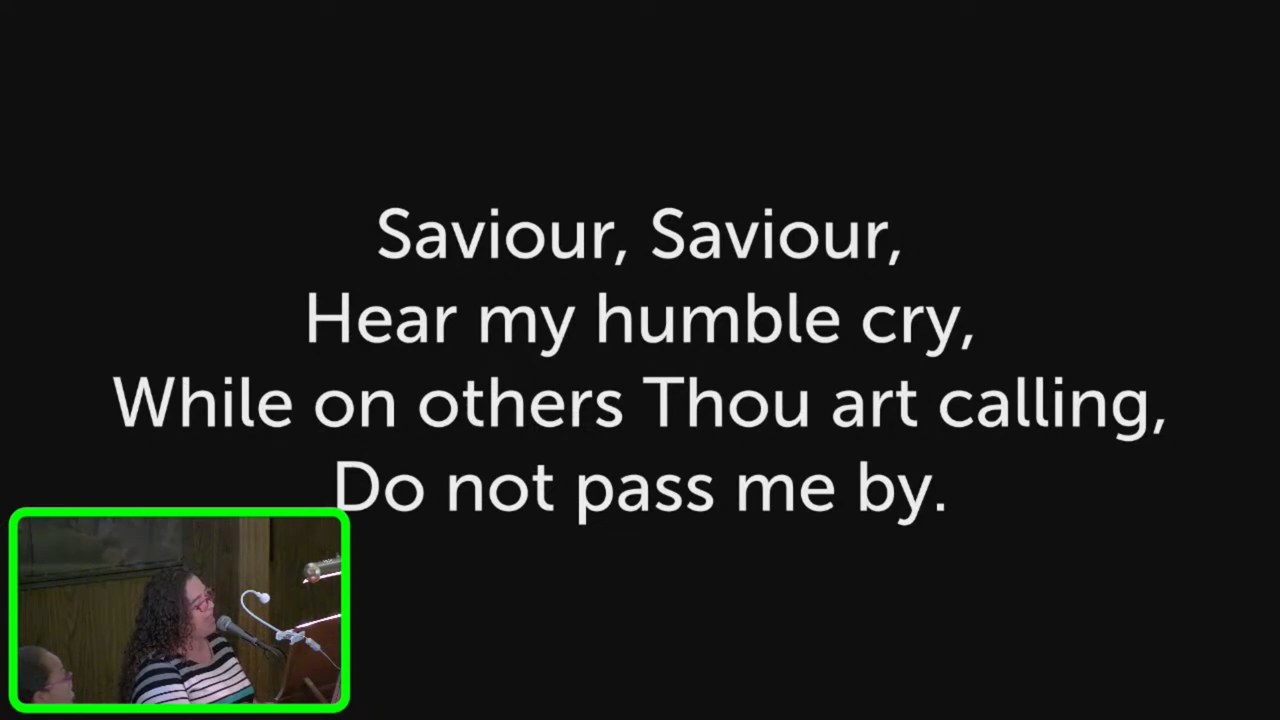 Saviour, Saviour,
Hear my humble cry,
While on others Thou art calling,
Do not pass me by.